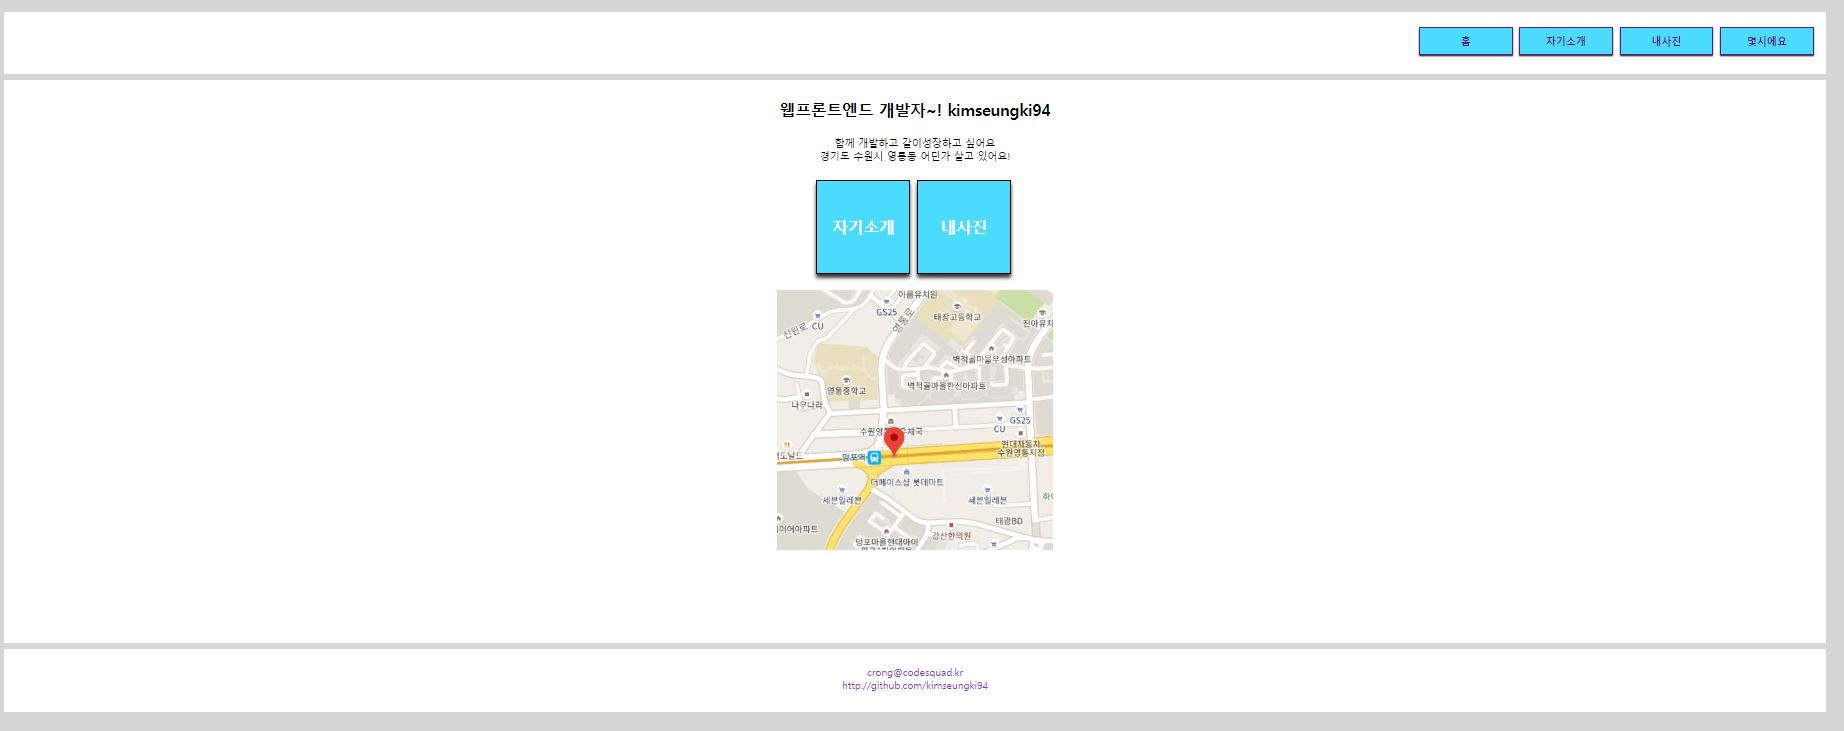 홈
자기소개
내사진
몇시에요
웹프론트엔드 개발자~! kimseungki94
함께 개발하고 같이성장하고 싶어요
경기도 수원시 영통동 어딘가 살고 있어요!
자기소개
내사진
아름유치원
GS25
태장고등학교
진아유치
신원로
CU
영통로
벽적골마을우성아파트
영동중학교
벽적골마을한신아파트
나무나라
GS25
CU
수원영
우체국
현대자동차
수원영통지점
도날드
망포역
더페이스샵 롯데마트
세븐일레븐
세븐일레븐
하이
태광BD
미어아파트
강산한의원
망포마을현대아이
crong@codesquad.kr
http://github.com/kimseungki94